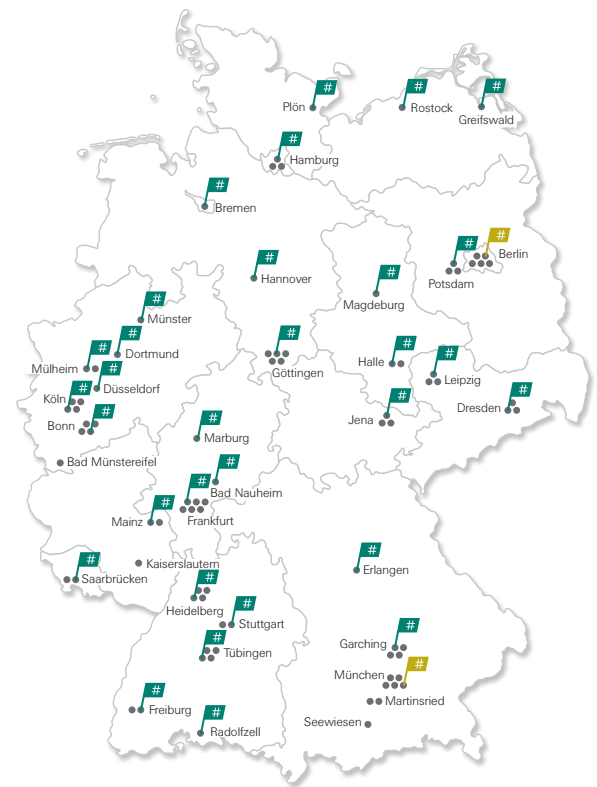 #
#
#
Plön
Rostock
Greifswald
#
Hamburg
#
Bremen
#
#
Berlin
#
Hannover
Potsdam
#
Magdeburg
#
Münster
#
Dortmund
#
Göttingen
#
Halle
#
Leipzig
#
Mülheim
#
Düsseldorf
#
Köln
#
Bonn
#
Jena
#
Dresden
#
Marburg
Bad Münstereifel
#
Bad Nauheim
#
Frankfurt
#
Mainz
#
Erlangen
Kaiserslautern
#
Saarbrücken
#
Heidelberg
#
Stuttgart
#
Tübingen
#
Garching
#
München
Martinsried
#
Freiburg
#
Radolfzell
Seewiesen